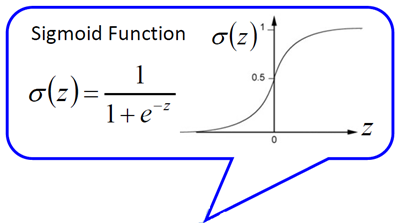 Sigmoid Function
σ(z) = 1 / (1 + e^{-z})
σ(z)
1
0.5
0
z